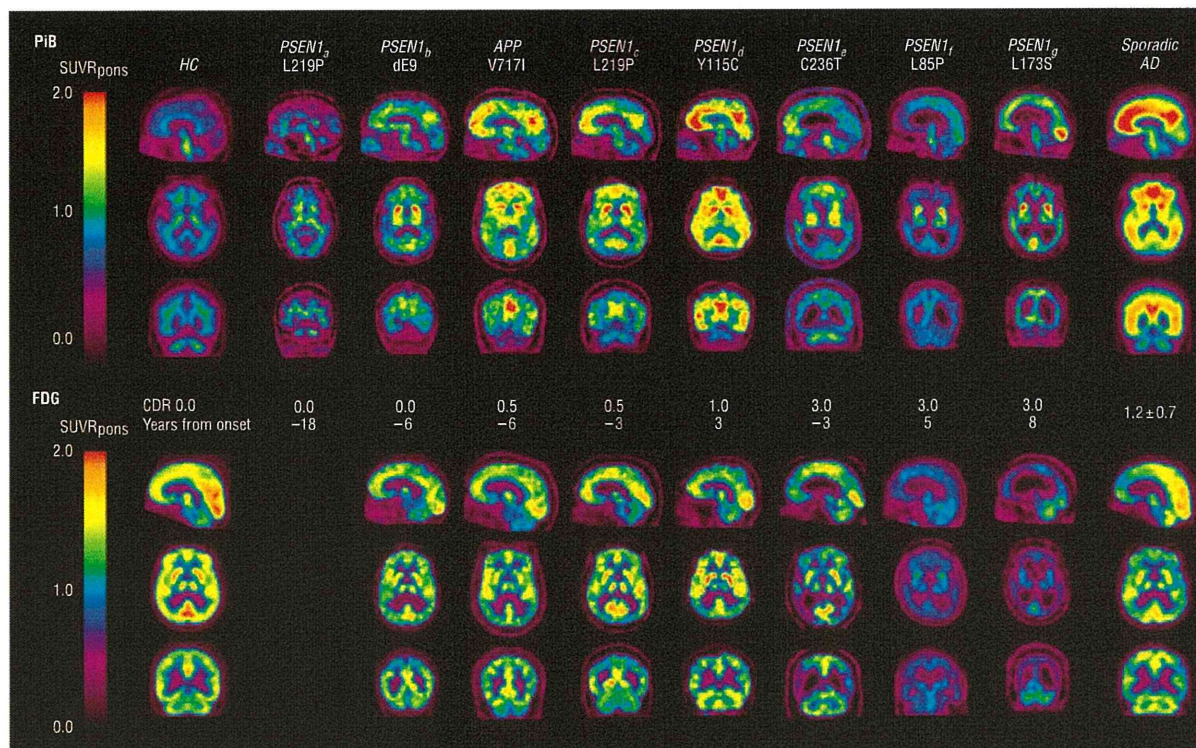 PiB
SUVRpons
2.0
1.0
0.0
HC
PSEN1a
L219P
PSEN1b
dE9
APP
V717I
PSEN1c
L219P
PSEN1d
Y115C
PSEN1e
C236T
PSEN1f
L85P
PSEN1g
L173S
Sporadic
AD
FDG
SUVRpons
2.0
1.0
0.0
CDR 0.0 0.0 0.0 0.5 0.5 1.0 3.0 3.0 3.0 1.2 ± 0.7
Years from onset −18 −6 −6 −3 3 −3 5 8